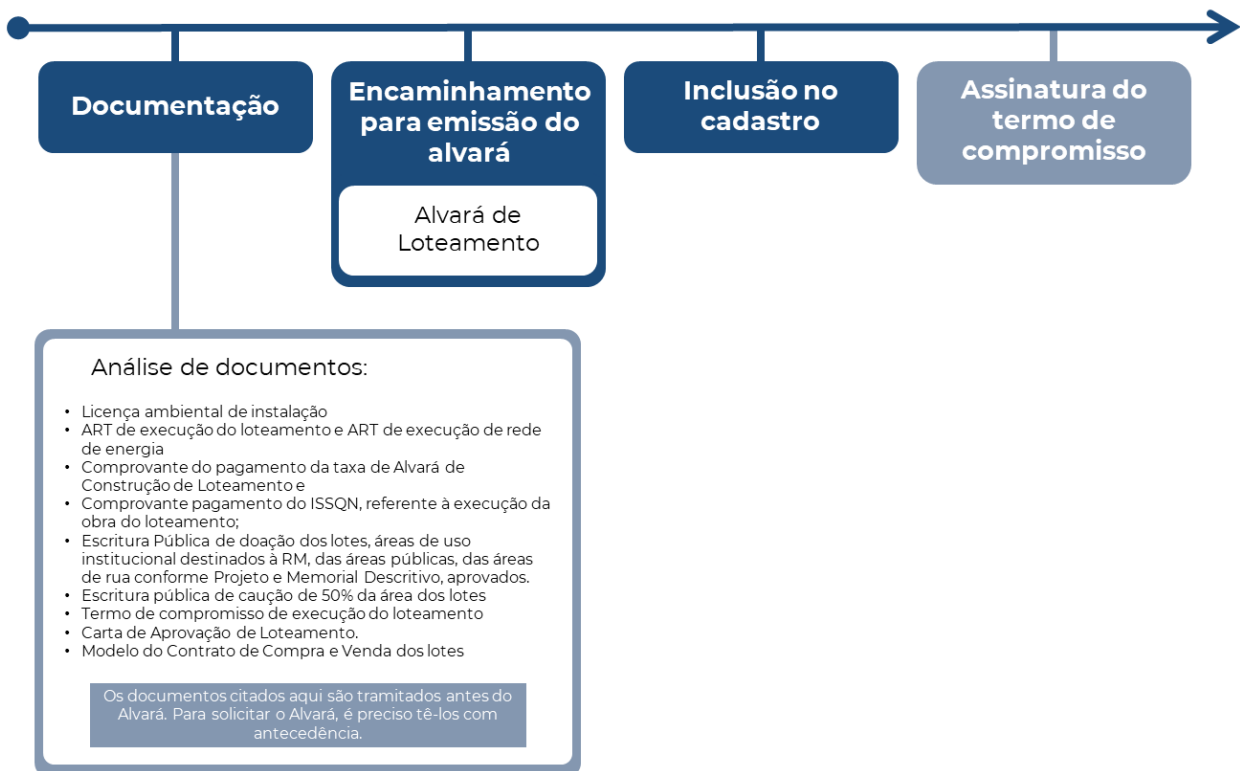 Documentação
Encaminhamento
para emissão do
alvará
Alvará de
Loteamento
Inclusão no
cadastro
Assinatura do
termo de
compromisso
Análise de documentos:
• Licença ambiental de instalação
• ART de execução do loteamento e ART de execução de rede
de energia
• Comprovante do pagamento da taxa de Alvará de
Construção de Loteamento e
• Comprovante pagamento do ISSQN, referente à execução da
obra do loteamento;
• Escritura Pública de doação dos lotes, áreas de uso
institucional destinados à RM, das áreas públicas, das áreas
de rua conforme Projeto e Memorial Descritivo, aprovados.
• Escritura pública de caução de 50% da área dos lotes
• Termo de compromisso de execução do loteamento
• Carta de Aprovação de Loteamento.
• Modelo do Contrato de Compra e Venda dos lotes
Os documentos citados aqui são tramitados antes do
Alvará. Para solicitar o Alvará, é preciso tê-los com
antecedência.